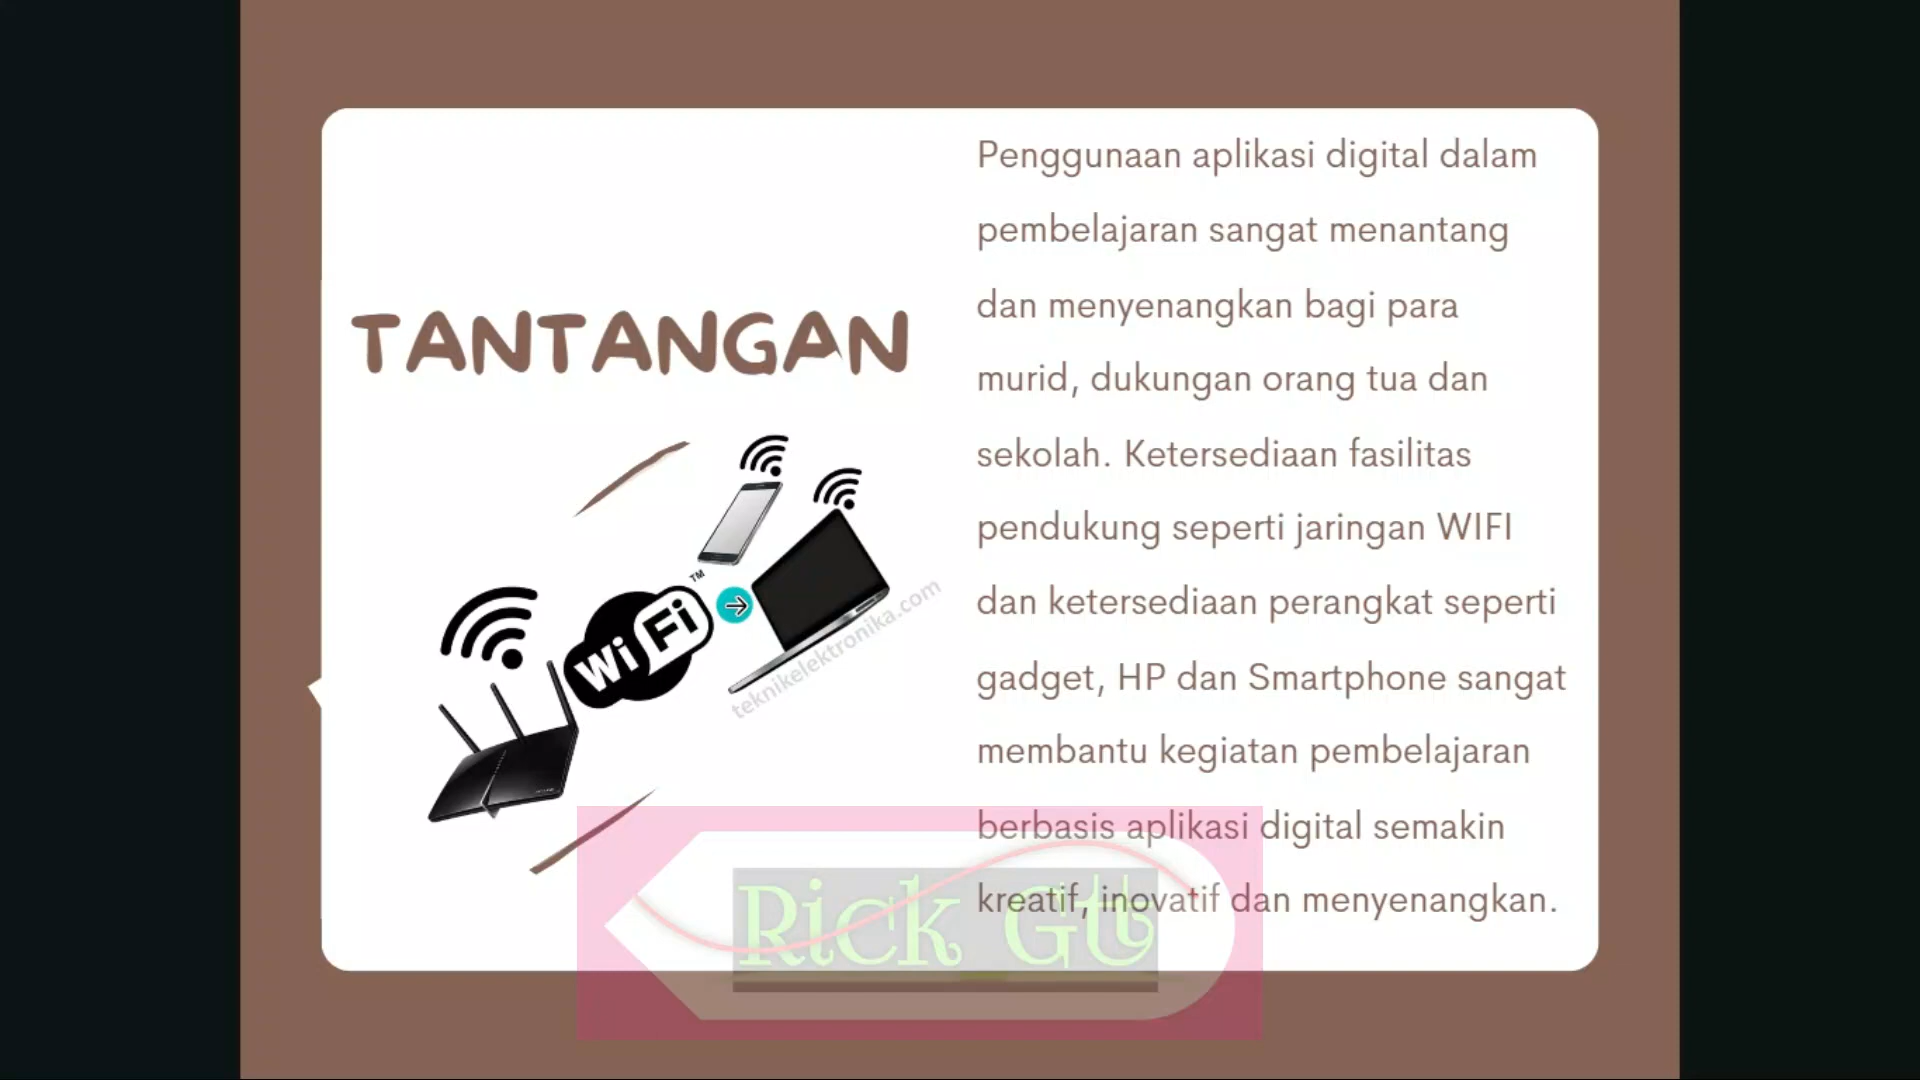 TANTANGAN
Penggunaan aplikasi digital dalam
pembelajaran sangat menantang
dan menyenangkan bagi para
murid, dukungan orang tua dan
sekolah. Ketersediaan fasilitas
pendukung seperti jaringan WIFI
dan ketersediaan perangkat seperti
gadget, HP dan Smartphone sangat
membantu kegiatan pembelajaran
berbasis aplikasi digital semakin
kreatif, inovatif dan menyenangkan.
Wi Fi TM
teknikelektronika.com
Rick